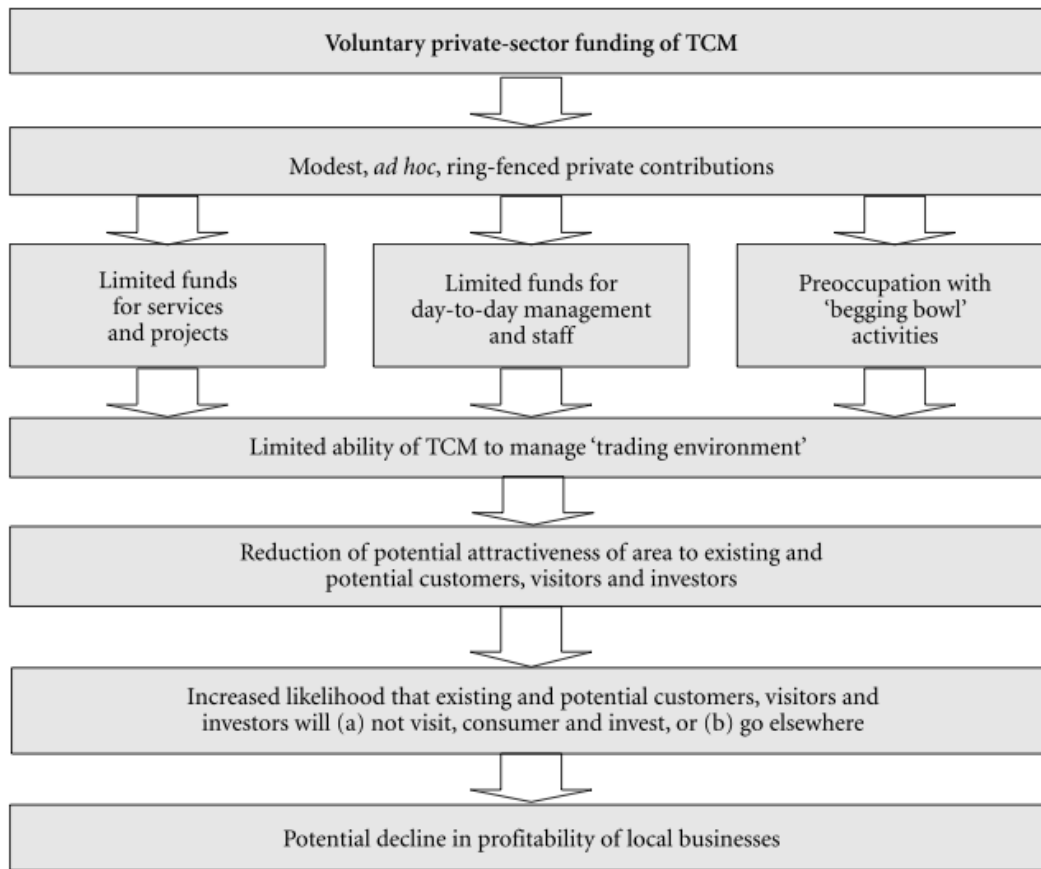 Voluntary private-sector funding of TCM
Modest, ad hoc, ring-fenced private contributions
Limited funds
for services
and projects
Limited funds for
day-to-day management
and staff
Preoccupation with
‘begging bowl’
activities
Limited ability of TCM to manage ‘trading environment’
Reduction of potential attractiveness of area to existing and
potential customers, visitors and investors
Increased likelihood that existing and potential customers, visitors and
investors will (a) not visit, consumer and invest, or (b) go elsewhere
Potential decline in profitability of local businesses